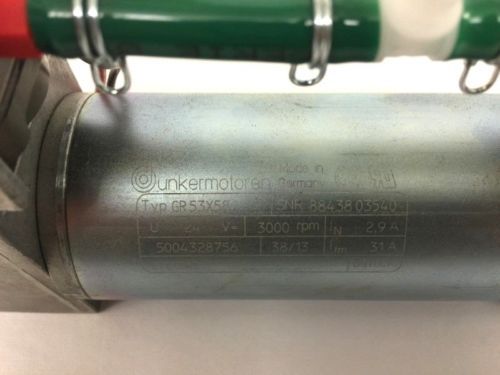 Dunkermotoren Made in Germany
Typ GR 53X58 SNR 88438 03540
U 24 V= 3000 rpm IN 2,9 A
5004328756 38/13 Im 31 A